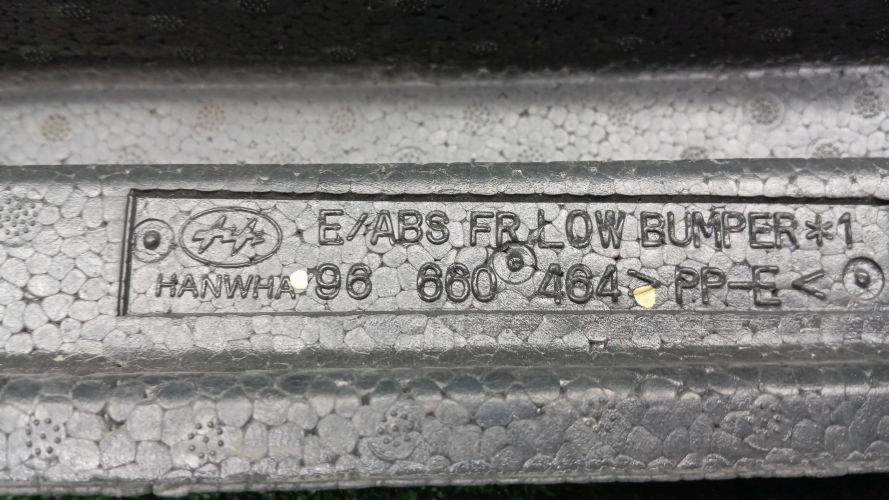 E/ABS FR LOW BUMPER*1
HANWHA 96 660 464 >PP-E<